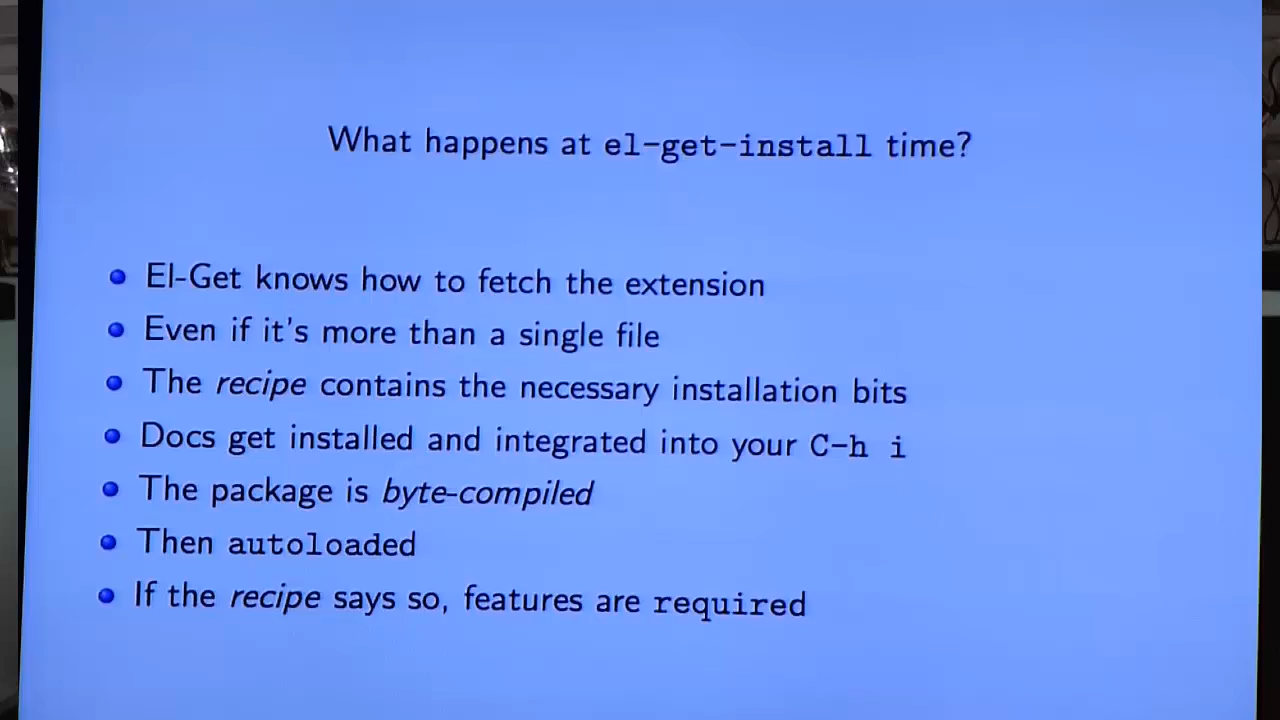 What happens at el-get-install time?
El-Get knows how to fetch the extension
Even if it's more than a single file
The recipe contains the necessary installation bits
Docs get installed and integrated into your C-h i
The package is byte-compiled
Then autoloaded
If the recipe says so, features are required